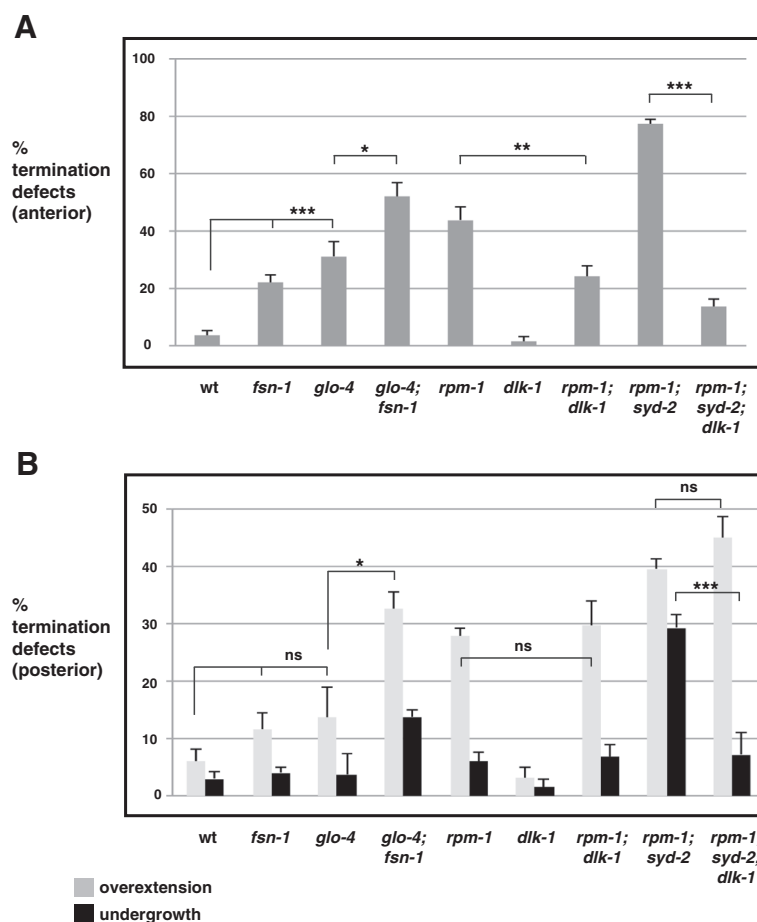 A
%
termination
defects
(anterior)
100
80
60
40
20
0
***
*
**
***
wt fsn-1 glo-4 glo-4; rpm-1 dlk-1 rpm-1; rpm-1; rpm-1;
fsn-1 dlk-1 syd-2 syd-2;
dlk-1
B
%
termination
defects
(posterior)
50
40
30
20
10
0
ns
*
ns
ns
***
wt fsn-1 glo-4 glo-4; rpm-1 dlk-1 rpm-1; rpm-1; rpm-1
fsn-1 dlk-1 syd-2 syd-2,
dlk-1
overextension
undergrowth